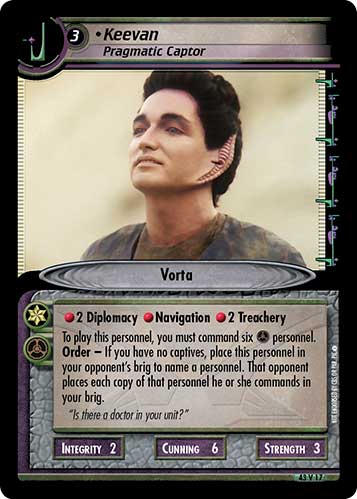 3
•Keevan
Pragmatic Captor
Vorta
2 Diplomacy Navigation 2 Treachery
To play this personnel, you must command six personnel.
Order – If you have no captives, place this personnel
in your opponent's brig to name a personnel. That opponent
places each copy of that personnel he or she commands in
your brig.
"Is there a doctor in your unit?"
INTEGRITY 2 CUNNING 6 STRENGTH 3
43 V 17